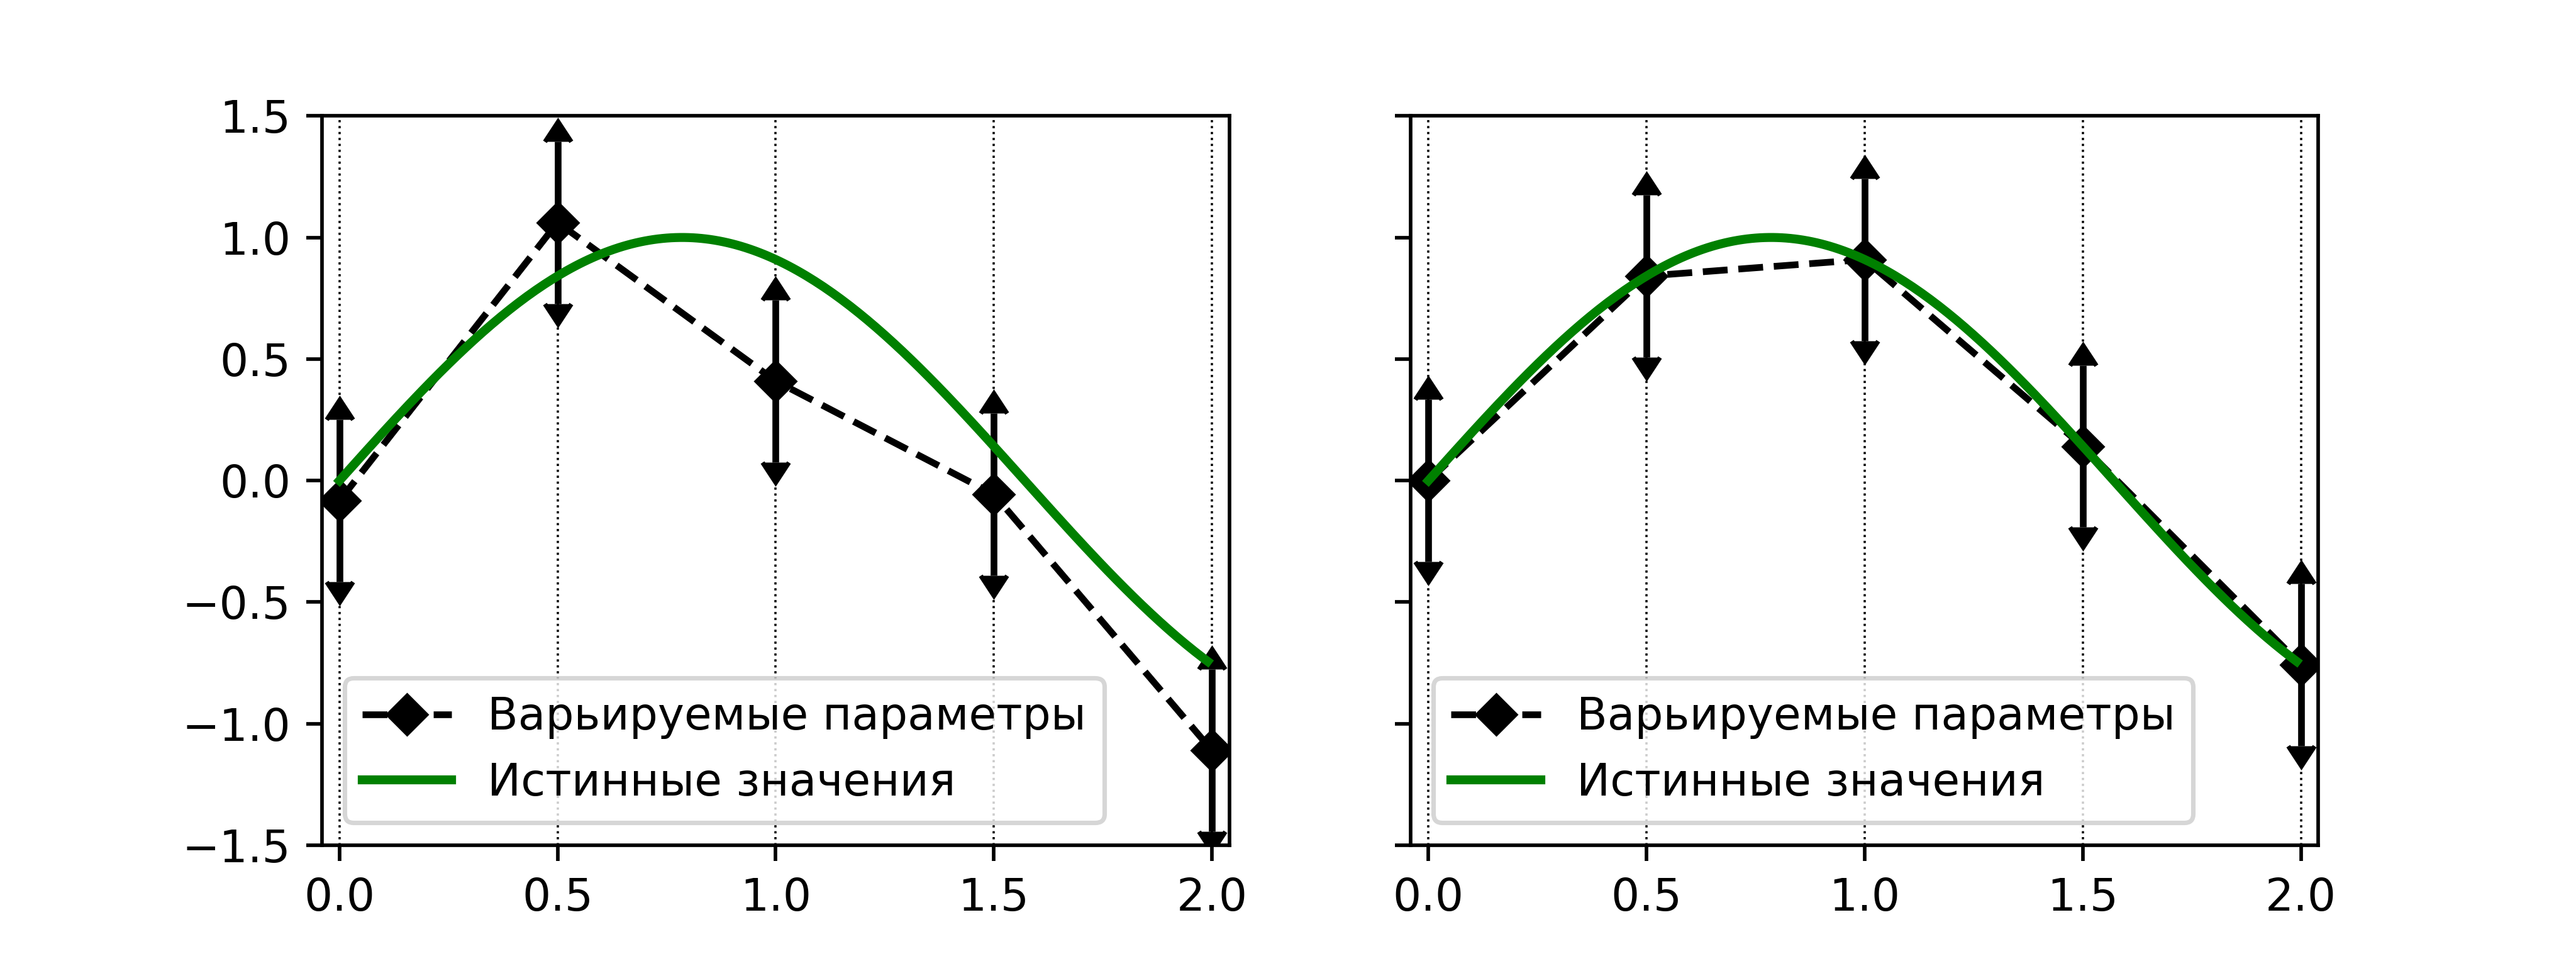 1.5
1.0
0.5
0.0
−0.5
−1.0
−1.5
Варьируемые параметры
Истинные значения
0.0 0.5 1.0 1.5 2.0
Варьируемые параметры
Истинные значения
0.0 0.5 1.0 1.5 2.0